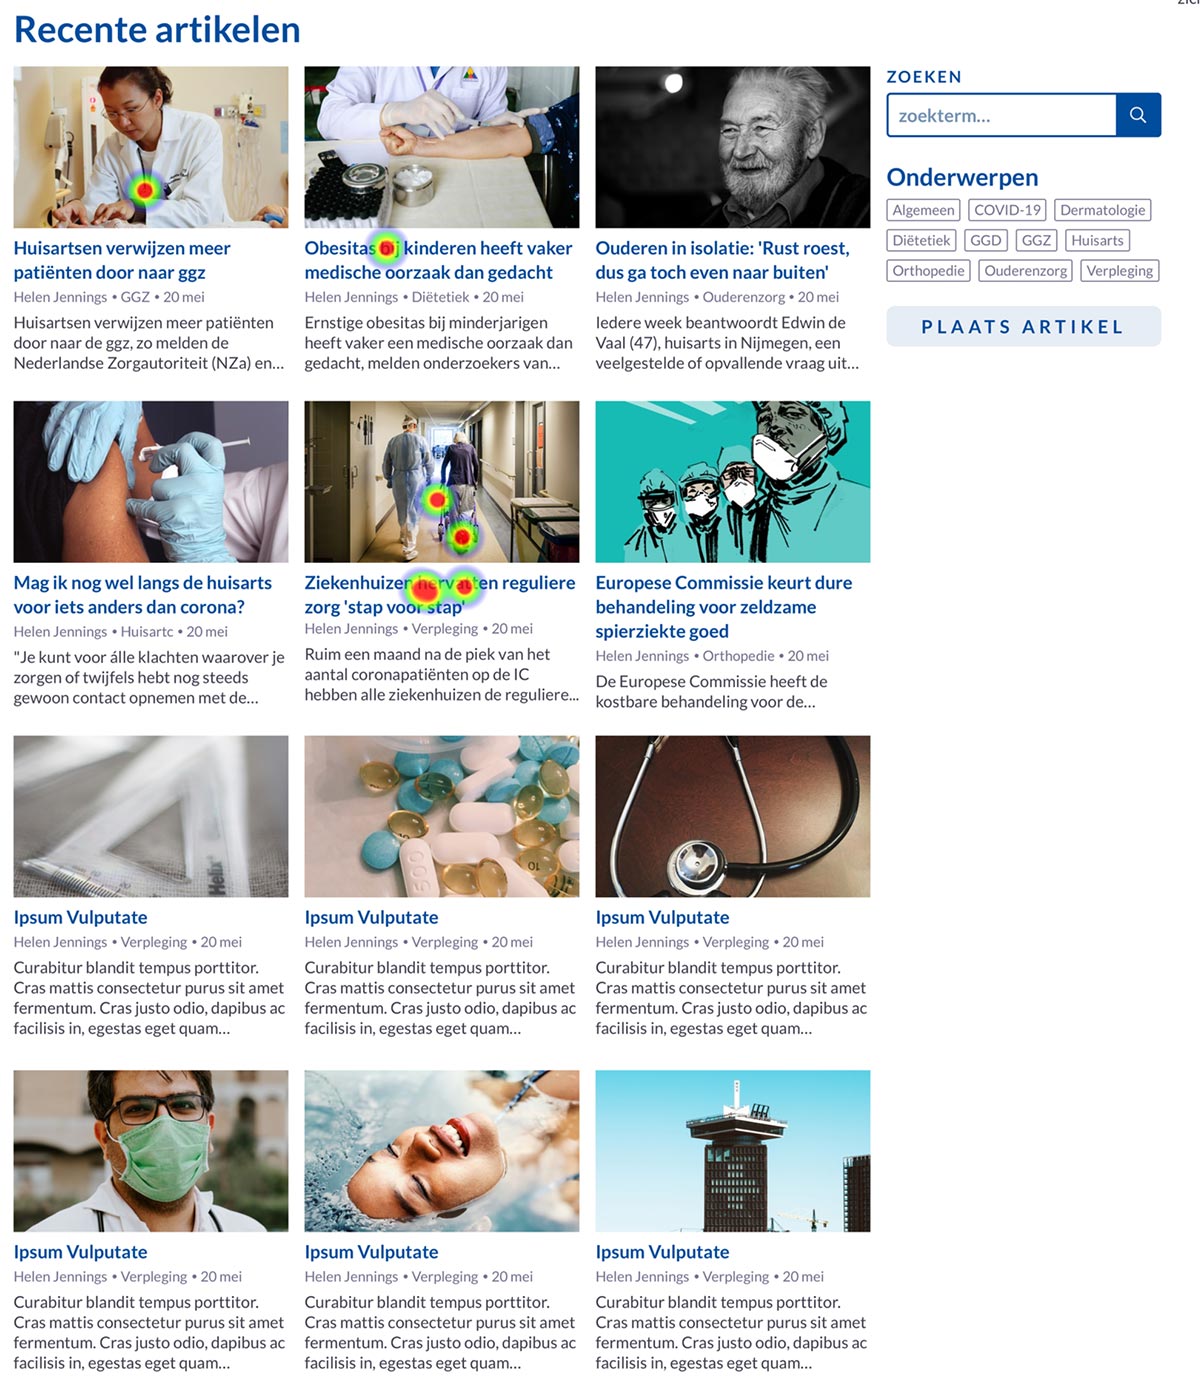 Recente artikelen
Huisartsen verwijzen meer
patiënten door naar ggz
Helen Jennings • GGZ • 20 mei
Huisartsen verwijzen meer patiënten
door naar de ggz, zo melden de
Nederlandse Zorgautoriteit (NZa) en...
Obesitas bij kinderen heeft vaker
medische oorzaak dan gedacht
Helen Jennings • Diëtetiek • 20 mei
Ernstige obesitas bij minderjarigen
heeft vaker een medische oorzaak dan
gedacht, melden onderzoekers van...
Ouderen in isolatie: 'Rust roest,
dus ga toch even naar buiten'
Helen Jennings • Ouderenzorg • 20 mei
Iedere week beantwoordt Edwin de
Vaal (47), huisarts in Nijmegen, een
veelgestelde of opvallende vraag uit...
ZOEKEN
zoekterm...
Onderwerpen
Algemeen COVID-19 Dermatologie
Diëtetiek GGD GGZ Huisarts
Orthopedie Ouderenzorg Verpleging
PLAATS ARTIKEL
Mag ik nog wel langs de huisarts
voor iets anders dan corona?
Helen Jennings • Huisartc • 20 mei
"Je kunt voor álle klachten waarover je
zorgen of twijfels hebt nog steeds
gewoon contact opnemen met de...
Ziekenhuizen hervatten reguliere
zorg 'stap voor stap'
Helen Jennings • Verpleging • 20 mei
Ruim een maand na de piek van het
aantal coronapatiënten op de IC
hebben alle ziekenhuizen de reguliere...
Europese Commissie keurt dure
behandeling voor zeldzame
spierziekte goed
Helen Jennings • Orthopedie • 20 mei
De Europese Commissie heeft de
kostbare behandeling voor de...
Helix
Ipsum Vulputate
Helen Jennings • Verpleging • 20 mei
Curabitur blandit tempus porttitor.
Cras mattis consectetur purus sit amet
fermentum. Cras justo odio, dapibus ac
facilisis in, egestas eget quam...
500
10
Ipsum Vulputate
Helen Jennings • Verpleging • 20 mei
Curabitur blandit tempus porttitor.
Cras mattis consectetur purus sit amet
fermentum. Cras justo odio, dapibus ac
facilisis in, egestas eget quam...
Ipsum Vulputate
Helen Jennings • Verpleging • 20 mei
Curabitur blandit tempus porttitor.
Cras mattis consectetur purus sit amet
fermentum. Cras justo odio, dapibus ac
facilisis in, egestas eget quam...
Ipsum Vulputate
Helen Jennings • Verpleging • 20 mei
Curabitur blandit tempus porttitor.
Cras mattis consectetur purus sit amet
fermentum. Cras justo odio, dapibus ac
facilisis in, egestas eget quam...
Ipsum Vulputate
Helen Jennings • Verpleging • 20 mei
Curabitur blandit tempus porttitor.
Cras mattis consectetur purus sit amet
fermentum. Cras justo odio, dapibus ac
facilisis in, egestas eget quam...
Ipsum Vulputate
Helen Jennings • Verpleging • 20 mei
Curabitur blandit tempus porttitor.
Cras mattis consectetur purus sit amet
fermentum. Cras justo odio, dapibus ac
facilisis in, egestas eget quam...